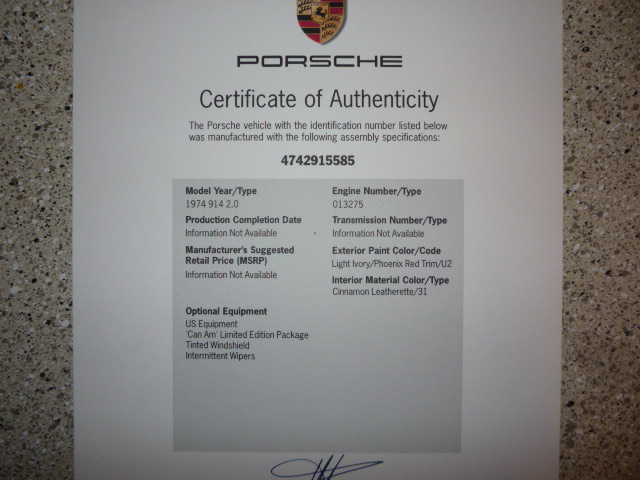 PORSCHE
Certificate of Authenticity
The Porsche vehicle with the identification number listed below
was manufactured with the following assembly specifications:
4742915585
Model Year/Type
1974 914 2.0
Production Completion Date
Information Not Available
Manufacturer's Suggested
Retail Price (MSRP)
Information Not Available
Engine Number/Type
013275
Transmission Number/Type
Information Not Available
Exterior Paint Color/Code
Light Ivory/Phoenix Red Trim/U2
Interior Material Color/Type
Cinnamon Leatherette/31
Optional Equipment
US Equipment
'Can Am' Limited Edition Package
Tinted Windshield
Intermittent Wipers